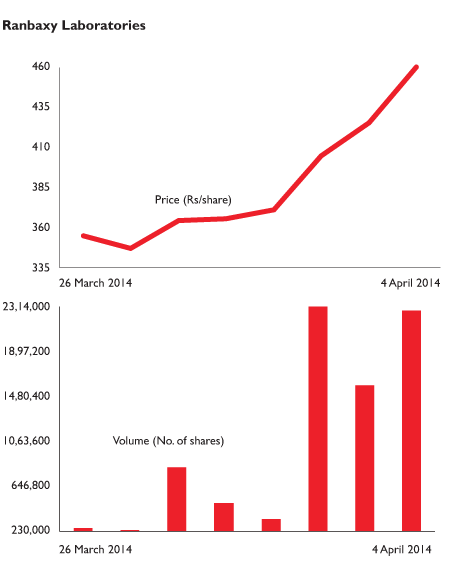 Ranbaxy Laboratories
460
435
410
385
Price (Rs/share)
360
335
26 March 2014 4 April 2014
23,14,000
18,97,200
14,80,400
10,63,600
Volume (No. of shares)
646,800
230,000
26 March 2014 4 April 2014